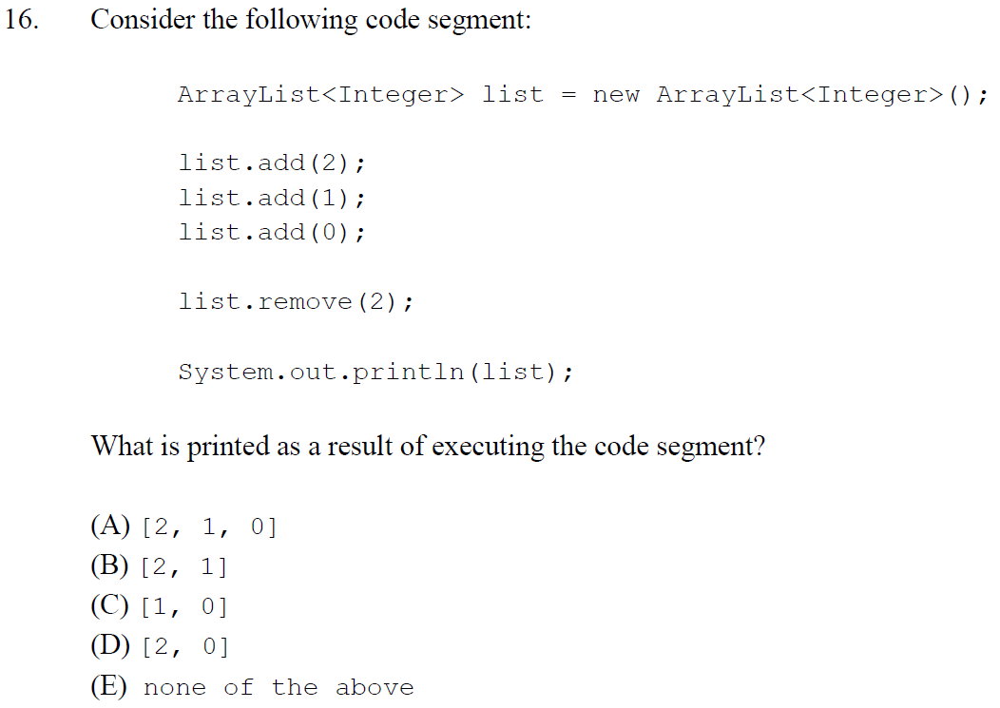 16. Consider the following code segment:
ArrayList<Integer> list = new ArrayList<Integer>();
list.add(2);
list.add(1);
list.add(0);
list.remove(2);
System.out.println(list);
What is printed as a result of executing the code segment?
(A) [2, 1, 0]
(B) [2, 1]
(C) [1, 0]
(D) [2, 0]
(E) none of the above